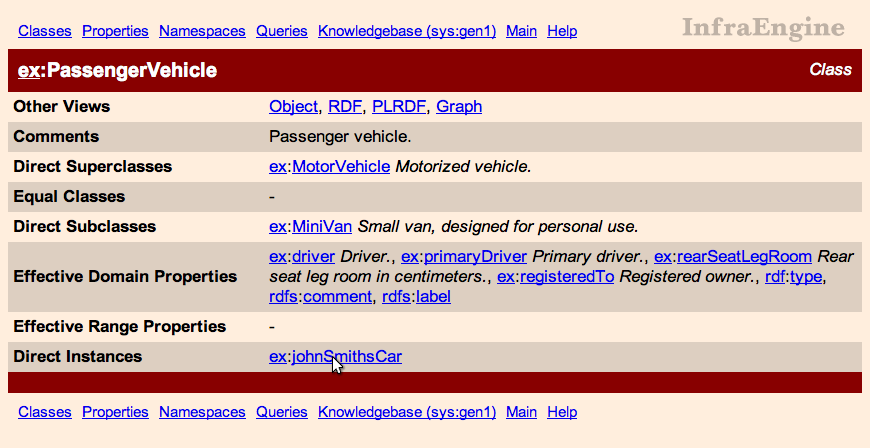 Classes Properties Namespaces Queries Knowledgebase (sys:gen1) Main Help InfraEngine
ex:PassengerVehicle Class
Other Views Object, RDF, PLRDF, Graph
Comments Passenger vehicle.
Direct Superclasses ex:MotorVehicle Motorized vehicle.
Equal Classes -
Direct Subclasses ex:MiniVan Small van, designed for personal use.
Effective Domain Properties ex:driver Driver., ex:primaryDriver Primary driver., ex:rearSeatLegRoom Rear
seat leg room in centimeters., ex:registeredTo Registered owner., rdf:type,
rdfs:comment, rdfs:label
Effective Range Properties -
Direct Instances ex:johnSmithsCar
Classes Properties Namespaces Queries Knowledgebase (sys:gen1) Main Help